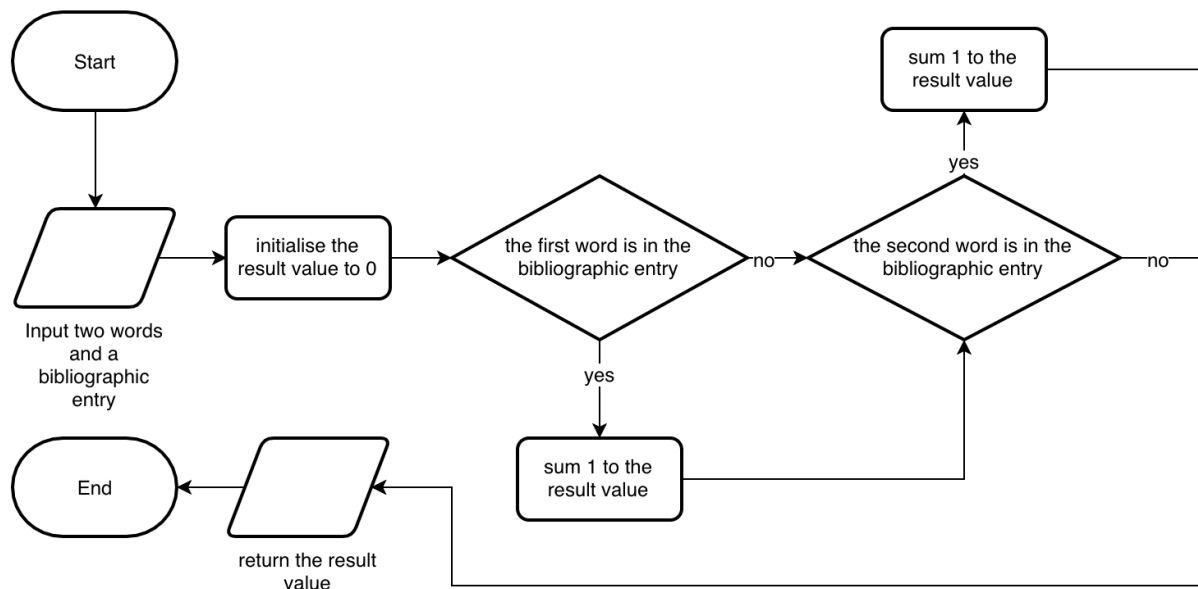 Start
Input two words
and a
bibliographic
entry
initialise the
result value to 0
the first word is in the
bibliographic entry
no
yes
sum 1 to the
result value
the second word is in the
bibliographic entry
yes
no
sum 1 to the
result value
return the result
value
End